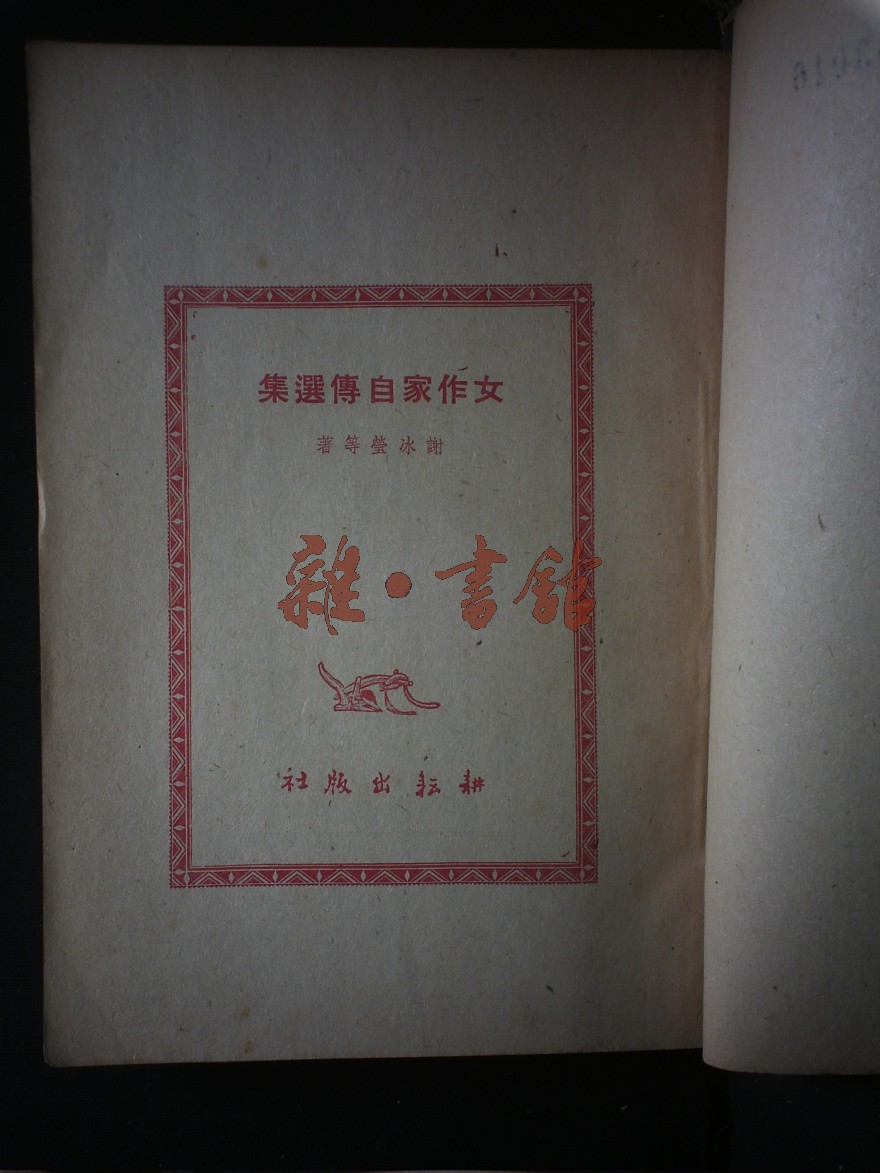 女作家自傳選集
謝冰瑩等著
雜·書館
耕耘出版社